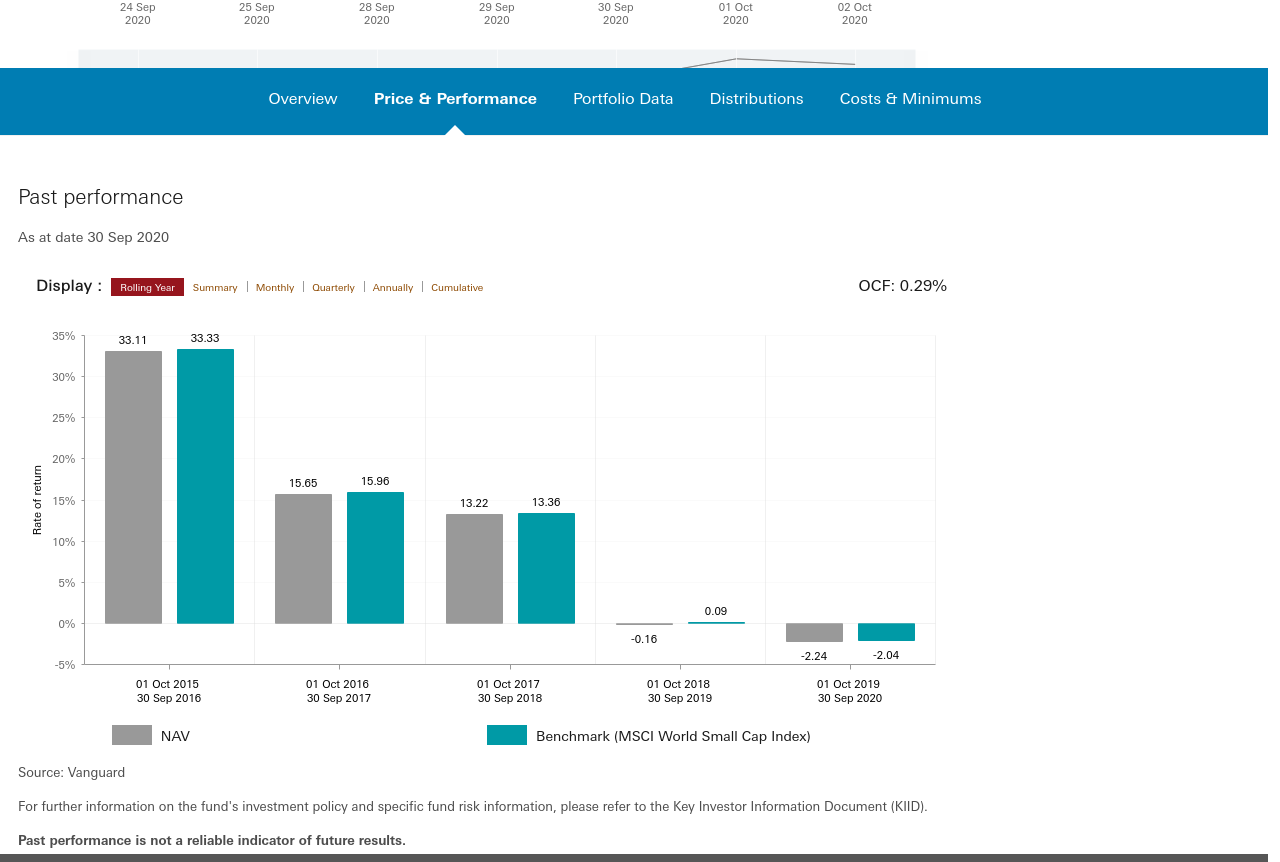 24 Sep 25 Sep 28 Sep 29 Sep 30 Sep 01 Oct 02 Oct
2020 2020 2020 2020 2020 2020 2020
Overview Price & Performance Portfolio Data Distributions Costs & Minimums
Past performance
As at date 30 Sep 2020
Display : Rolling Year Summary Monthly Quarterly Annually Cumulative OCF: 0.29%
35%
30%
25%
20%
15%
10%
5%
0%
-5%
Rate of return
33.11 33.33
15.65 15.96
13.22 13.36
-0.16 0.09
-2.24 -2.04
01 Oct 2015 01 Oct 2016 01 Oct 2017 01 Oct 2018 01 Oct 2019
30 Sep 2016 30 Sep 2017 30 Sep 2018 30 Sep 2019 30 Sep 2020
NAV Benchmark (MSCI World Small Cap Index)
Source: Vanguard
For further information on the fund's investment policy and specific fund risk information, please refer to the Key Investor Information Document (KIID).
Past performance is not a reliable indicator of future results.